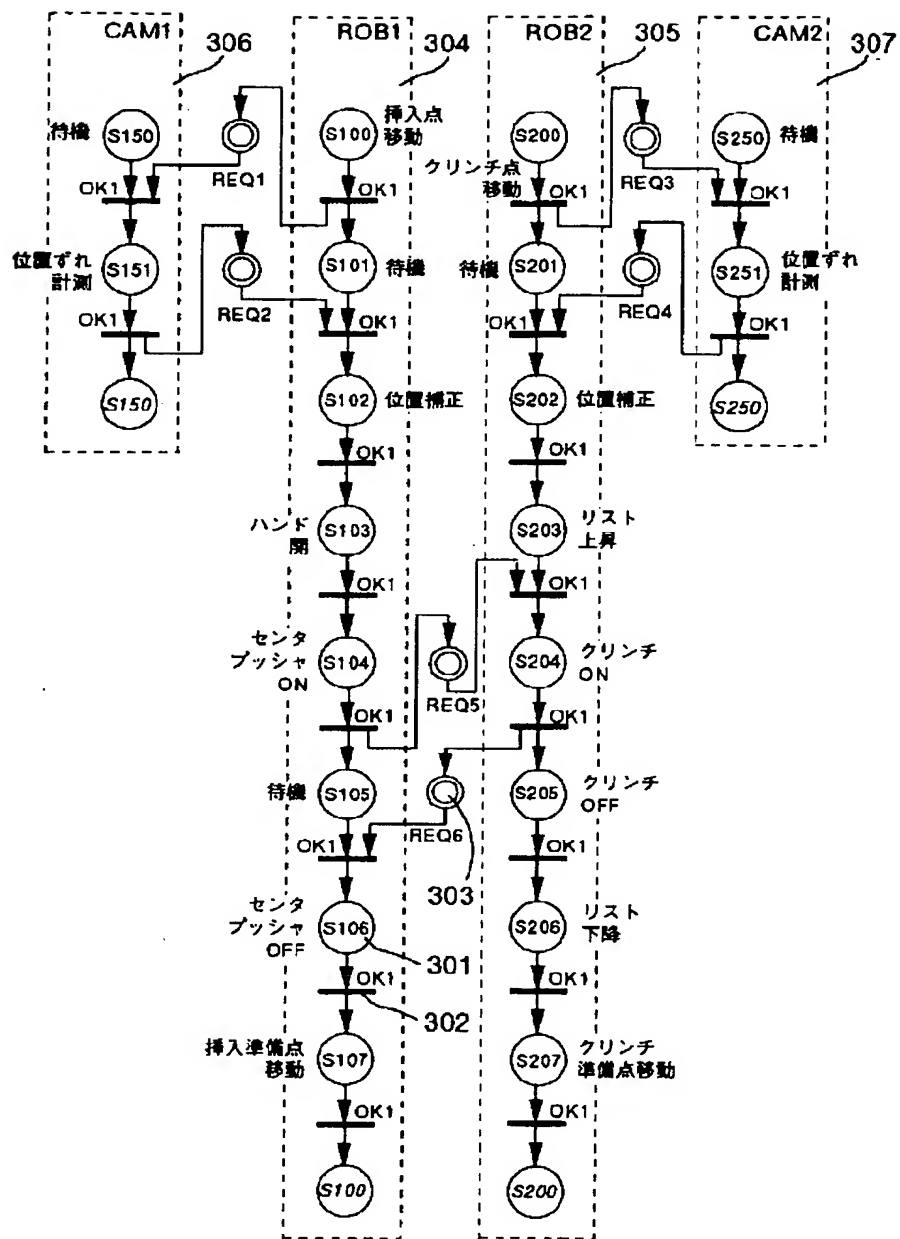 CAM1
306
ROB1
304
ROB2
305
CAM2
307
待機
S150
REQ1
S100
挿入点
移動
S200
クリンチ点
移動
REQ3
S250
待機
OK1
OK1
OK1
OK1
位置ずれ
計測
S151
REQ2
S101
待機
待機
S201
REQ4
S251
位置ずれ
計測
OK1
OK1
OK1
OK1
S150
S102
位置補正
S202
位置補正
S250
OK1
OK1
ハンド
開
S103
S203
リスト
上昇
OK1
OK1
センタ
プッシャ
ON
S104
REQ5
S204
クリンチ
ON
OK1
OK1
待機
S105
REQ6
S205
クリンチ
OFF
OK1
OK1
303
センタ
プッシャ
OFF
S106
301
S206
リスト
下降
OK1
302
OK1
挿入準備点
移動
S107
S207
クリンチ
準備点移動
OK1
OK1
S100
S200